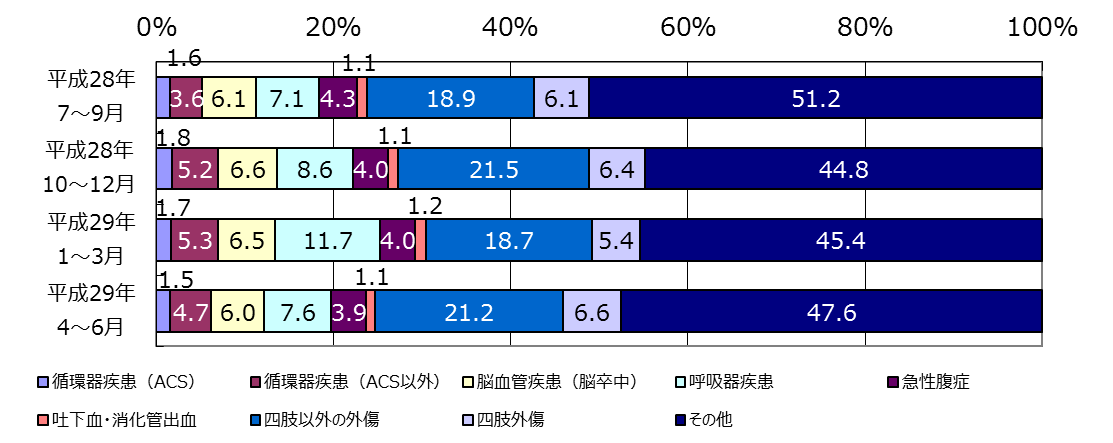 0% 20% 40% 60% 80% 100%
1.6 1.1
平成28年
7～9月
3.6 6.1 7.1 4.3 18.9 6.1 51.2
1.8 1.1
平成28年
10～12月
5.2 6.6 8.6 4.0 21.5 6.4 44.8
1.7 1.2
平成29年
1～3月
5.3 6.5 11.7 4.0 18.7 5.4 45.4
1.5 1.1
平成29年
4～6月
4.7 6.0 7.6 3.9 21.2 6.6 47.6
循環器疾患（ACS） 循環器疾患（ACS以外） 脳血管疾患（脳卒中） 呼吸器疾患 急性腹症
吐下血・消化管出血 四肢以外の外傷 四肢外傷 その他